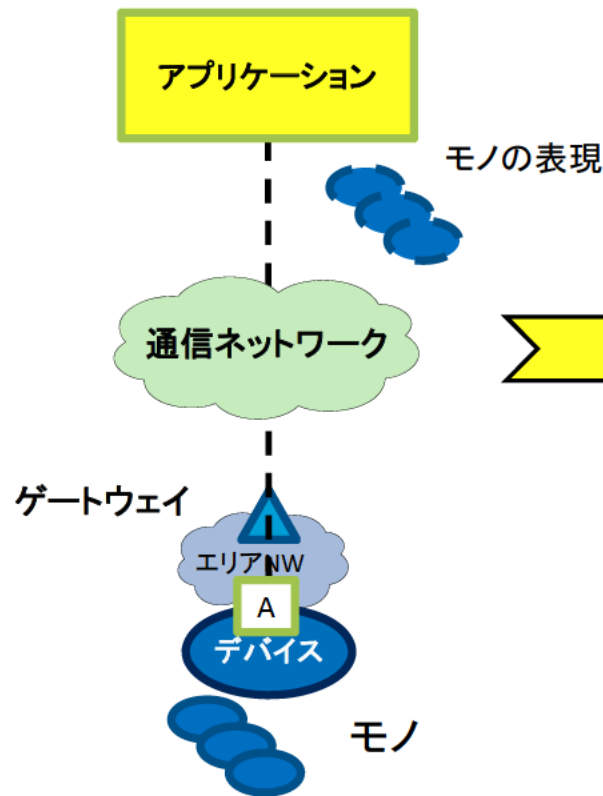 アプリケーション
モノの表現
通信ネットワーク
ゲートウェイ
エリアNW
A
デバイス
モノ